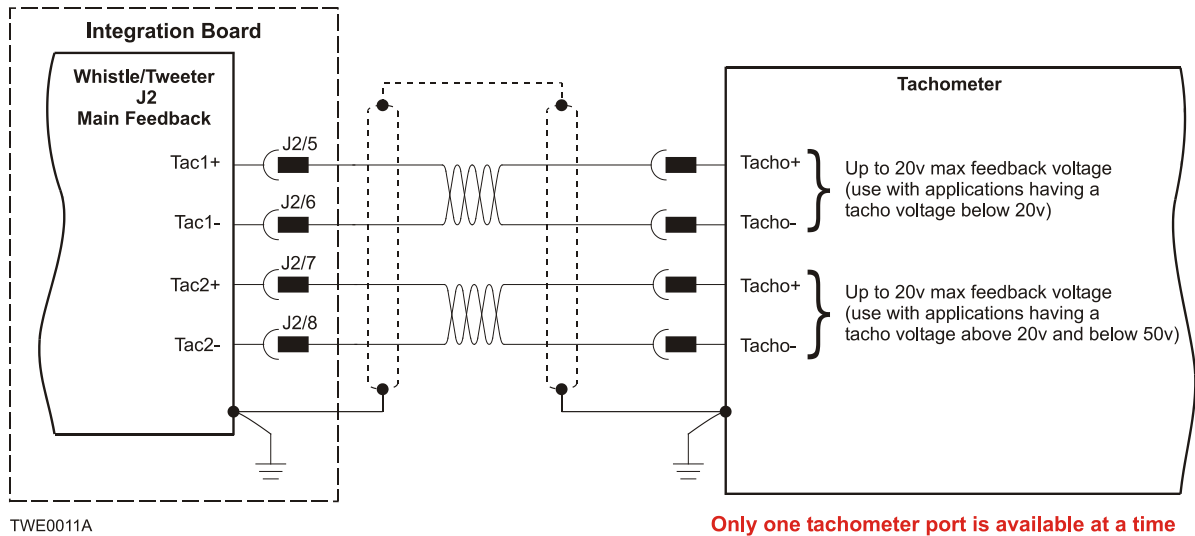 Integration Board
Whistle/Tweeter
J2
Main Feedback
Tac1+
J2/5
Tac1-
J2/6
Tac2+
J2/7
Tac2-
J2/8
Tachometer
Tacho+
Tacho-
Up to 20v max feedback voltage
(use with applications having a
tacho voltage below 20v)
Tacho+
Tacho-
Up to 20v max feedback voltage
(use with applications having a
tacho voltage above 20v and below 50v)
TWE0011A
Only one tachometer port is available at a time